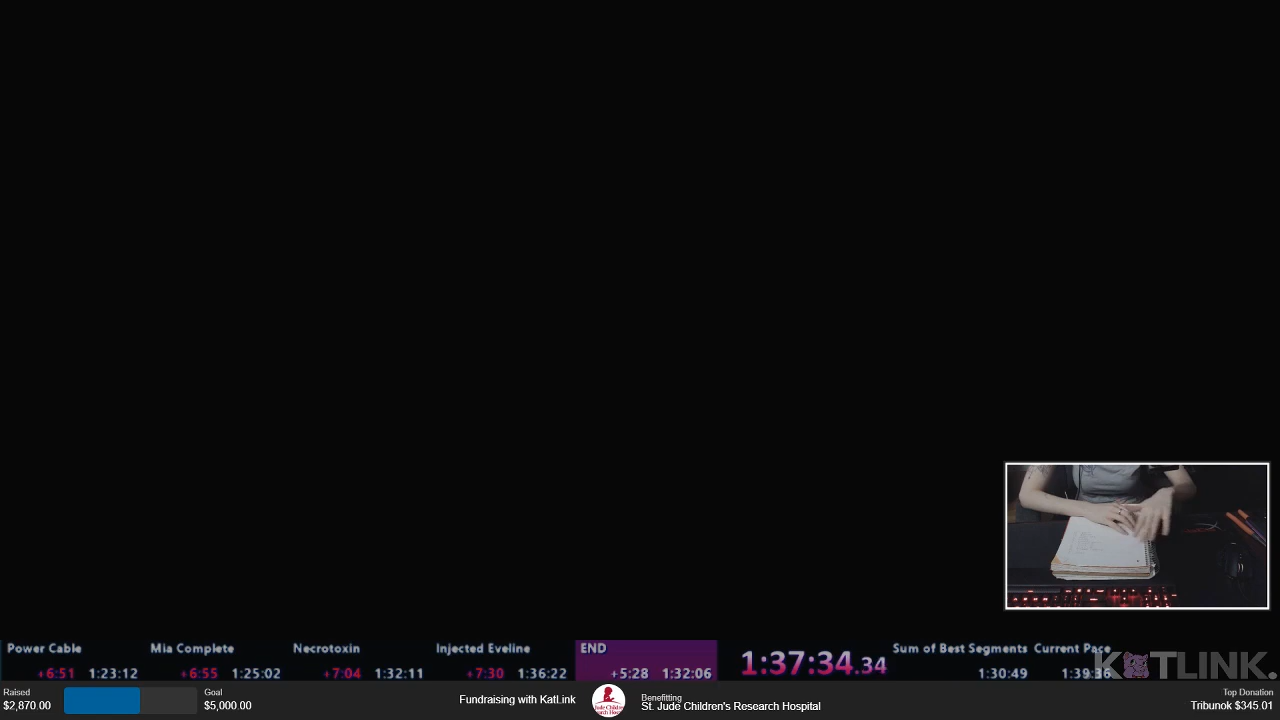 Power Cable
+6:51 1:23:12
Mia Complete
+6:55 1:25:02
Necrotoxin
+7:04 1:32:11
Injected Eveline
+7:30 1:36:22
END
+5:28 1:32:06
1:37:34.34
Sum of Best Segments
1:30:49
Current Pace
KATLINK.
Raised
$2,870.00
Goal
$5,000.00
Fundraising with KatLink
Benefitting
St. Jude Children's Research Hospital
Top Donation
Tribunok $345 01